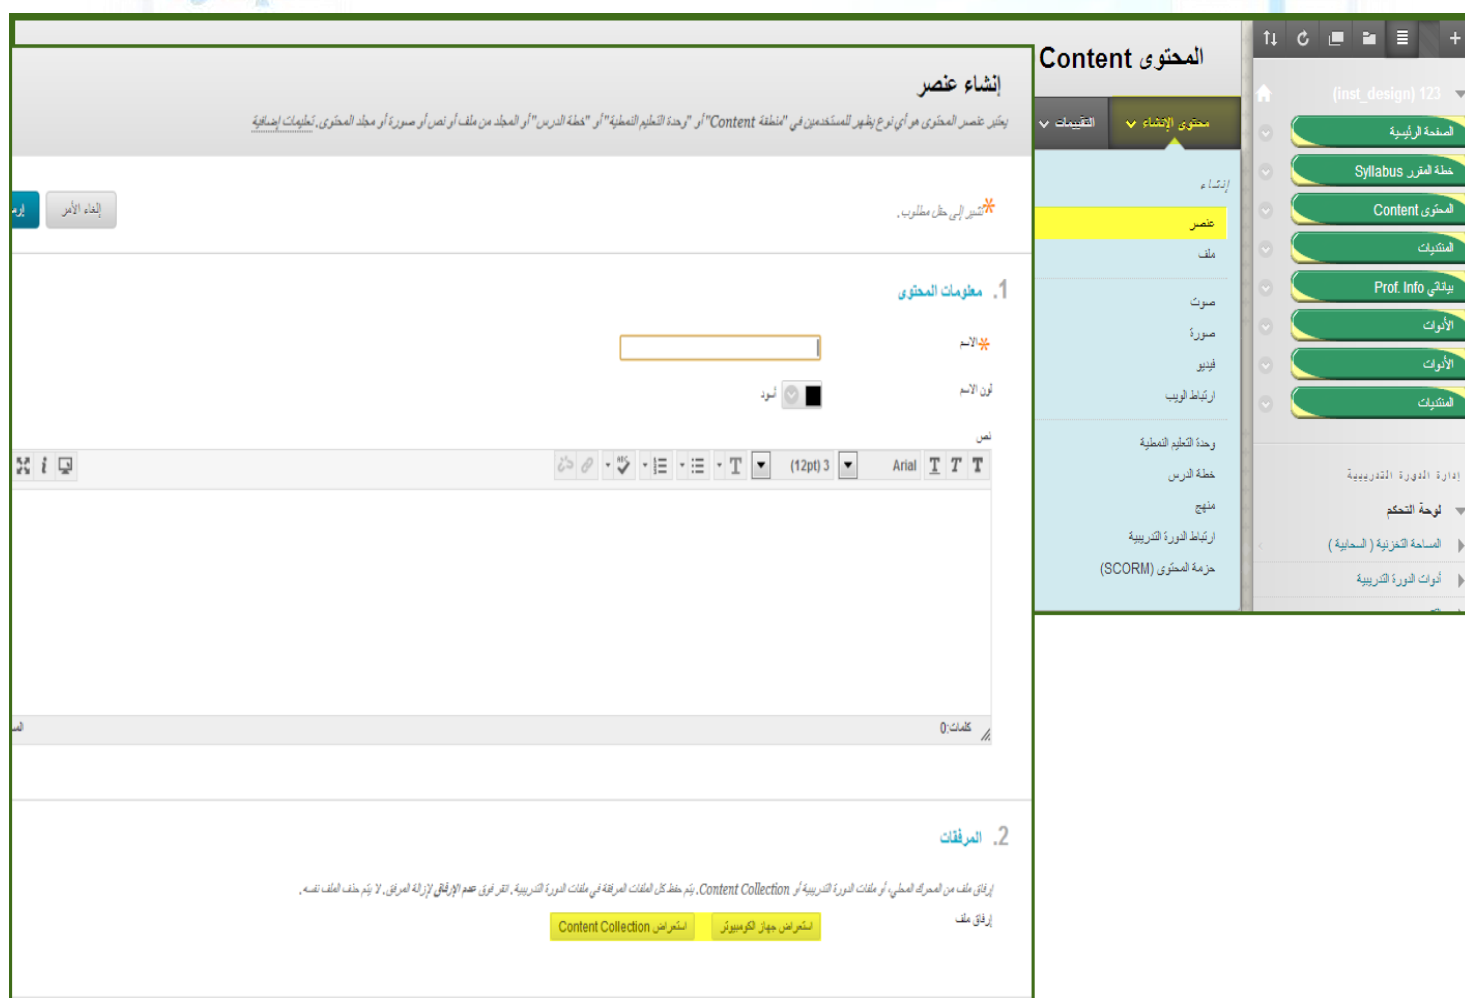 المحتوى Content
123 (inst_design)
الصفحة الرئيسية
خطة المقرر Syllabus
المحتوى Content
المنتديات
بياناتي Prof. Info
الأدوات
الأدوات
المنتديات
إدارة الدورة التدريبية
لوحة التحكم
المساحة التخزنية ( السحابية )
أدوات الدورة التدريبية
محتوى الإنشاء
التقييمات
إنشاء
عنصر
ملف
صوت
صورة
فيديو
ارتباط الويب
وحدة التعليم النمطية
خطة الدرس
منهج
ارتباط الدورة التدريبية
حزمة المحتوى (SCORM)
إنشاء عنصر
يعتبر عنصر المحتوى هو أي نوع يظهر للمستخدمين في "منطقة Content" أو "وحدة التعليم النمطية" أو "خطة الدرس" أو المجلد من ملف أو نص أو صورة أو مجلد المحتوى. تعليمات إضافية
تشير إلى حقل مطلوب.
إلغاء الأمر
1. معلومات المحتوى
الاسم
لون الاسم
أسود
نص
Arial
3 (12pt)
كلمات:0
2. المرفقات
إرفاق ملف من المحرك المحلي، أو ملفات الدورة التدريبية أو Content Collection. يتم حفظ كل الملفات المرفقة في ملفات الدورة التدريبية. انقر فوق عدم الإرفاق لإزالة المرفق. لا يتم حذف الملف نفسه.
إرفاق ملف
استعراض جهاز الكومبيوتر
استعراض Content Collection